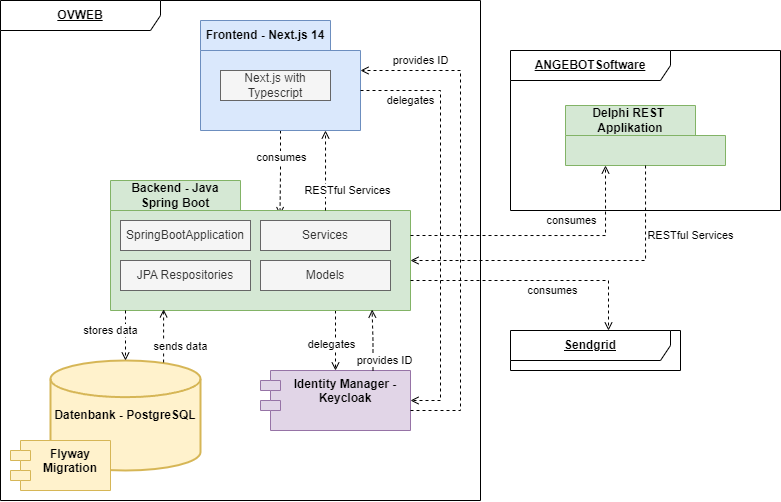 OVWEB
Frontend - Next.js 14
Next.js with
Typescript
provides ID
delegates
consumes
RESTful Services
ANGEBOTSoftware
Delphi REST
Applikation
Backend - Java
Spring Boot
SpringBootApplication
Services
JPA Respositories
Models
consumes
RESTful Services
consumes
Sendgrid
stores data
sends data
delegates
provides ID
Identity Manager -
Keycloak
Datenbank - PostgreSQL
Flyway
Migration